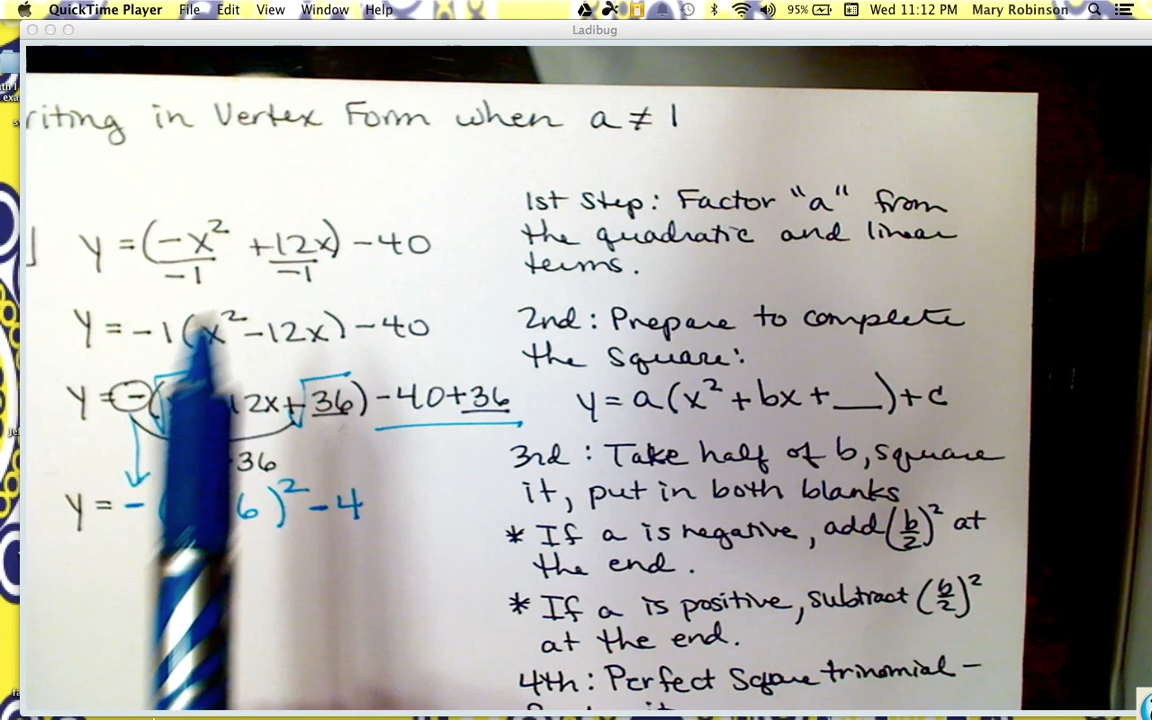 QuickTime Player File Edit View Window Help 95% Wed 11:12 PM Mary Robinson
Ladibug
riting in Vertex Form when a ≠ 1
y = (-x² + 12x) - 40
-1 -1
y = -1(x² - 12x) - 40
y = -( 12x + 36) - 40 + 36
36
y = -( 6)² - 4
1st Step: Factor "a" from
the quadratic and linear
terms.
2nd: Prepare to complete
the square:
y = a(x² + bx + __) + c
3rd: Take half of b, square
it, put in both blanks
* If a is negative, add (b/2)² at
the end.
* If a is positive, subtract (b/2)²
at the end.
4th: Perfect Square trinomial -